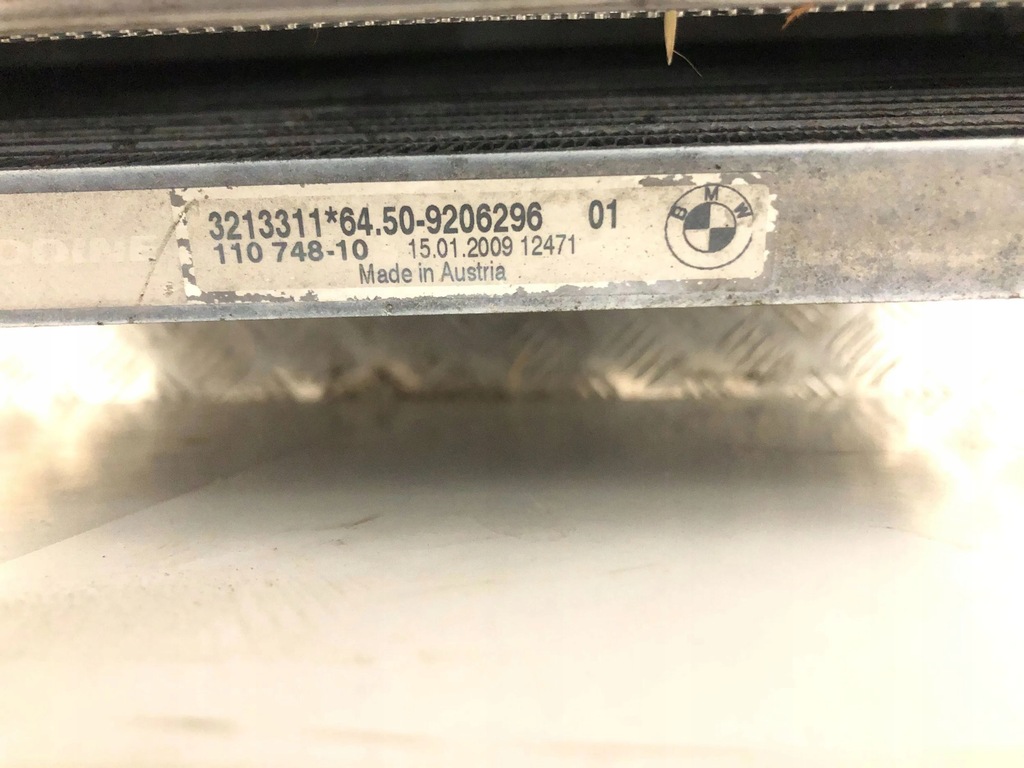 3213311*64.50-9206296 01
110 748-10 15.01.2009 12471
Made in Austria
BMW